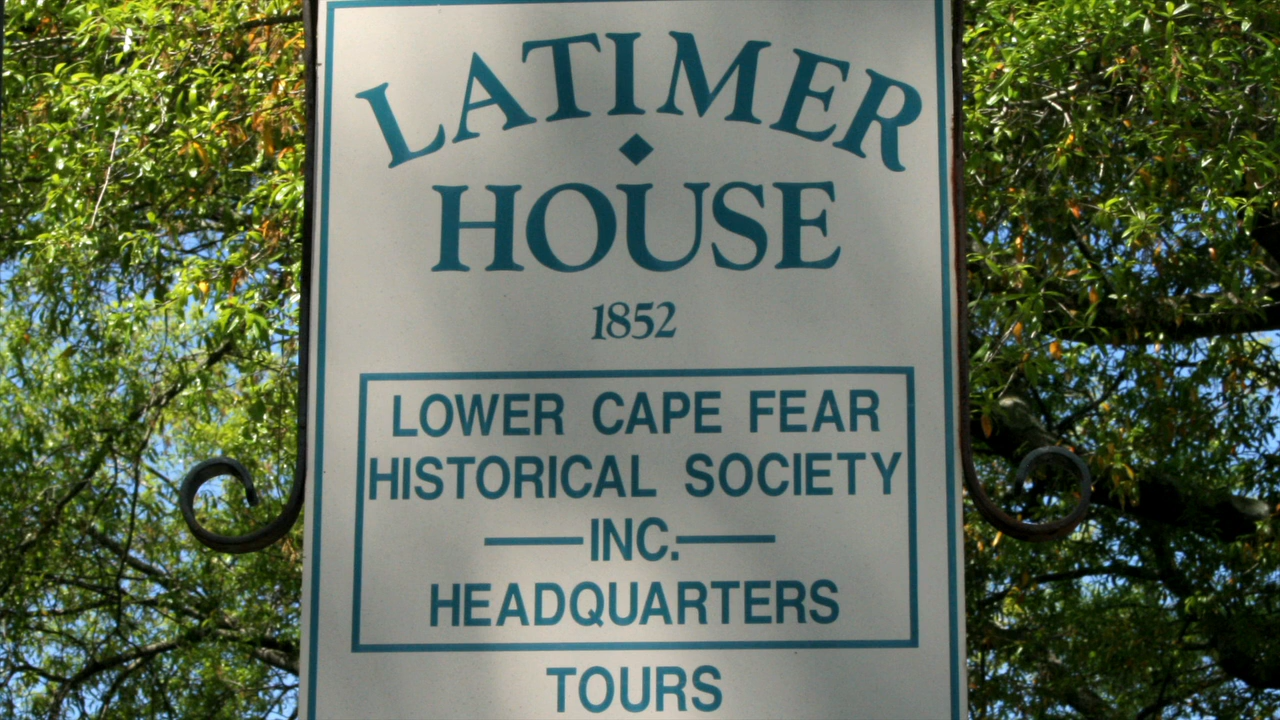 LATIMER
HOUSE
1852
LOWER CAPE FEAR
HISTORICAL SOCIETY
INC.
HEADQUARTERS
TOURS